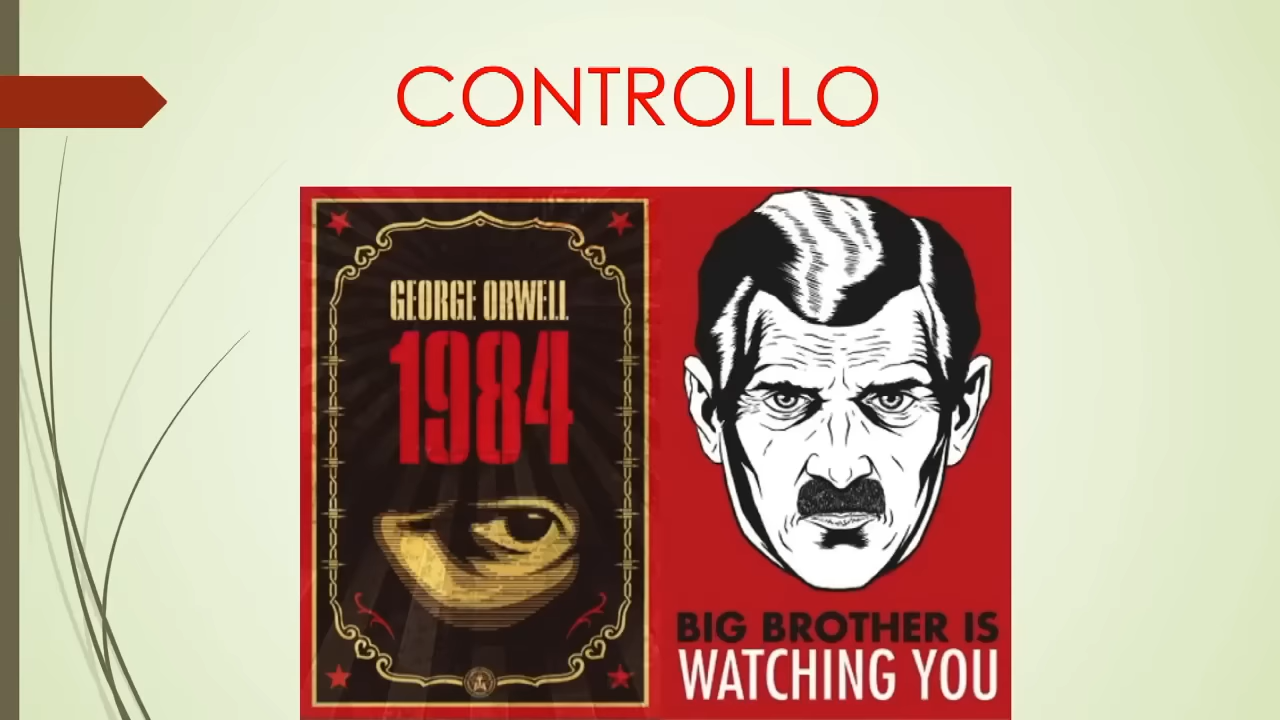 CONTROLLO
GEORGE ORWELL
1984
BIG BROTHER IS
WATCHING YOU